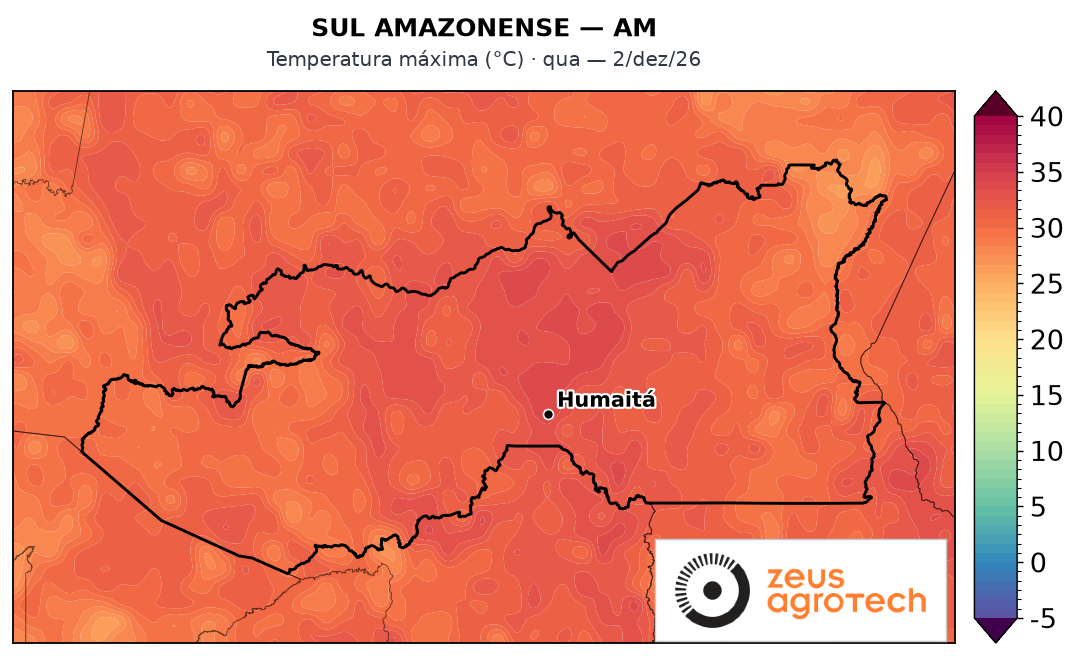 SUL AMAZONENSE — AM
Temperatura máxima (°C) · qua — 2/dez/26
Humaitá
40
35
30
25
20
15
10
5
0
-5
zeus
agrotech